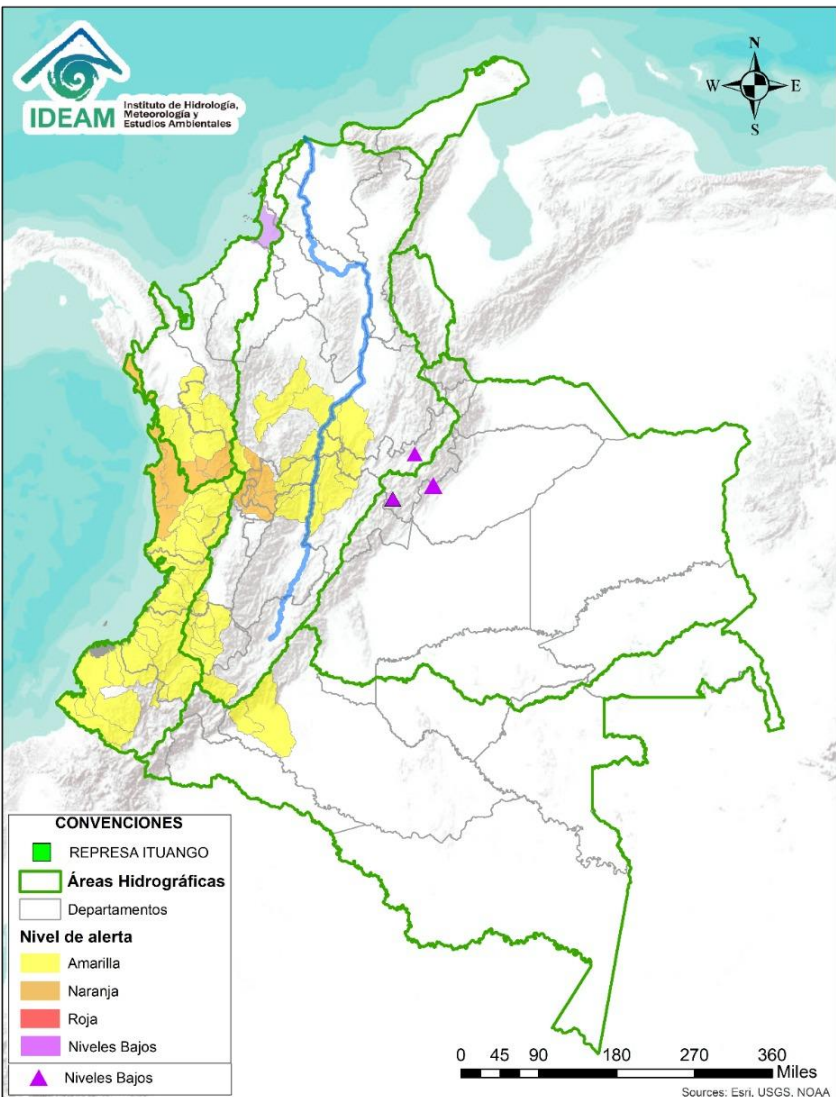 IDEAM
Instituto de Hidrología,
Meteorología y
Estudios Ambientales
N
W
E
S
CONVENCIONES
REPRESA ITUANGO
Áreas Hidrográficas
Departamentos
Nivel de alerta
Amarilla
Naranja
Roja
Niveles Bajos
Niveles Bajos
0 45 90 180 270 360
Miles
Sources: Esri, USGS, NOAA